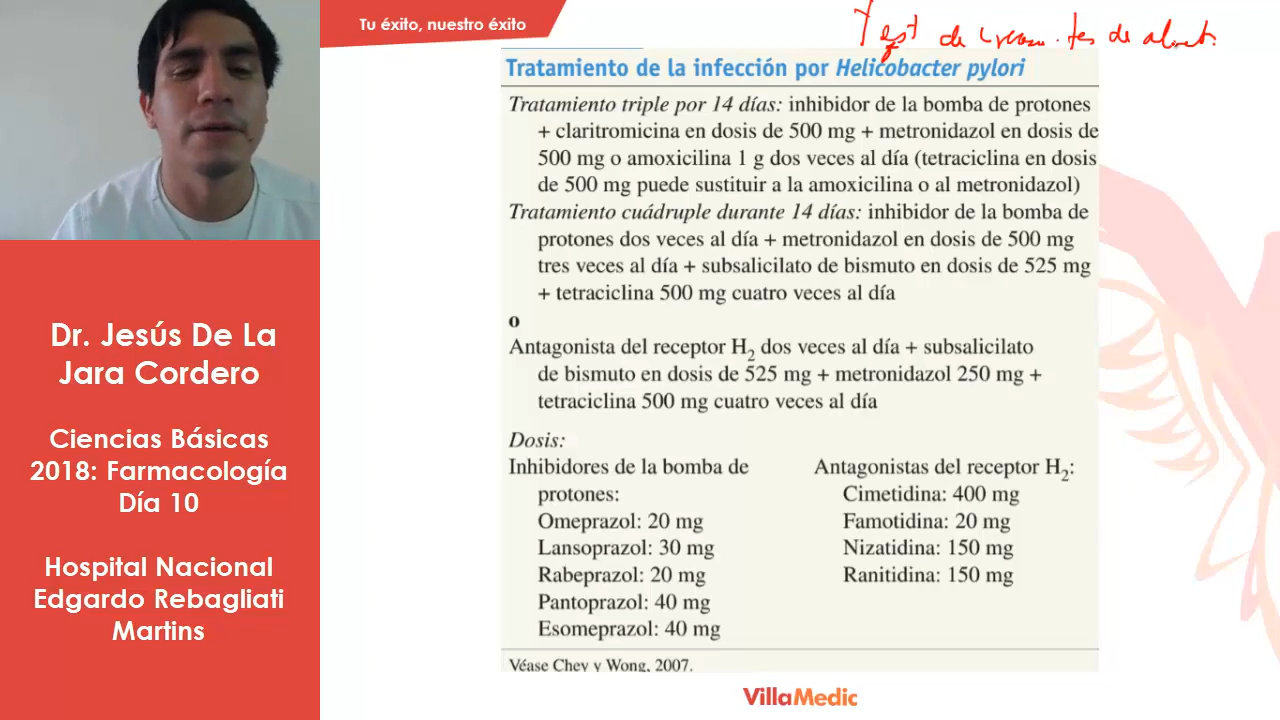 Tu éxito, nuestro éxito
Test de
de
Tratamiento de la infección por Helicobacter pylori
Tratamiento triple por 14 días: inhibidor de la bomba de protones
+ claritromicina en dosis de 500 mg + metronidazol en dosis de
500 mg o amoxicilina 1 g dos veces al día (tetraciclina en dosis
de 500 mg puede sustituir a la amoxicilina o al metronidazol)
Tratamiento cuádruple durante 14 días: inhibidor de la bomba de
protones dos veces al día + metronidazol en dosis de 500 mg
tres veces al día + subsalicilato de bismuto en dosis de 525 mg
+ tetraciclina 500 mg cuatro veces al día
o
Antagonista del receptor H2 dos veces al día + subsalicilato
de bismuto en dosis de 525 mg + metronidazol 250 mg +
tetraciclina 500 mg cuatro veces al día
Dosis:
Inhibidores de la bomba de
protones:
Omeprazol: 20 mg
Lansoprazol: 30 mg
Rabeprazol: 20 mg
Pantoprazol: 40 mg
Esomeprazol: 40 mg
Antagonistas del receptor H2:
Cimetidina: 400 mg
Famotidina: 20 mg
Nizatidina: 150 mg
Ranitidina: 150 mg
Véase Chey y Wong, 2007.
Dr. Jesús De La
Jara Cordero
Ciencias Básicas
2018: Farmacología
Día 10
Hospital Nacional
Edgardo Rebagliati
Martins
VillaMedic